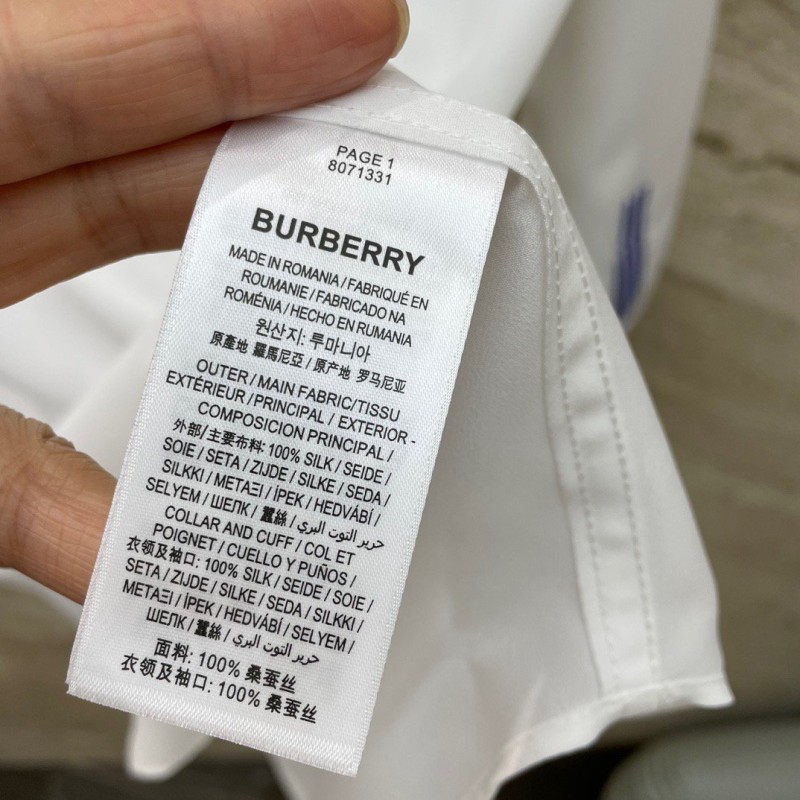 PAGE 1
8071331
BURBERRY
MADE IN ROMANIA / FABRIQUÉ EN
ROUMANIE / FABRICADO NA
ROMÉNIA / HECHO EN RUMANIA
원산지: 루마니아
原產地 羅馬尼亞 / 原产地 罗马尼亚
OUTER / MAIN FABRIC/TISSU
EXTÉRIEUR / PRINCIPAL / EXTERIOR -
COMPOSICION PRINCIPAL /
外部/主要布料: 100% SILK / SEIDE /
SOIE / SETA / ZIJDE / SILKE / SEDA /
SILKKI / ΜΕΤΑΞΙ / İPEK / HEDVÁBÍ /
SELYEM / ШЕЛК / 蠶絲 / حرير التوت البري /
COLLAR AND CUFF / COL ET
POIGNET / CUELLO Y PUÑOS /
衣领及袖口: 100% SILK / SEIDE / SOIE /
SETA / ZIJDE / SILKE / SEDA / SILKKI /
ΜΕΤΑΞΙ / İPEK / HEDVÁBÍ / SELYEM /
ШЕЛК / 蠶絲 / حرير التوت البري /
面料: 100% 桑蚕丝
衣领及袖口: 100% 桑蚕丝